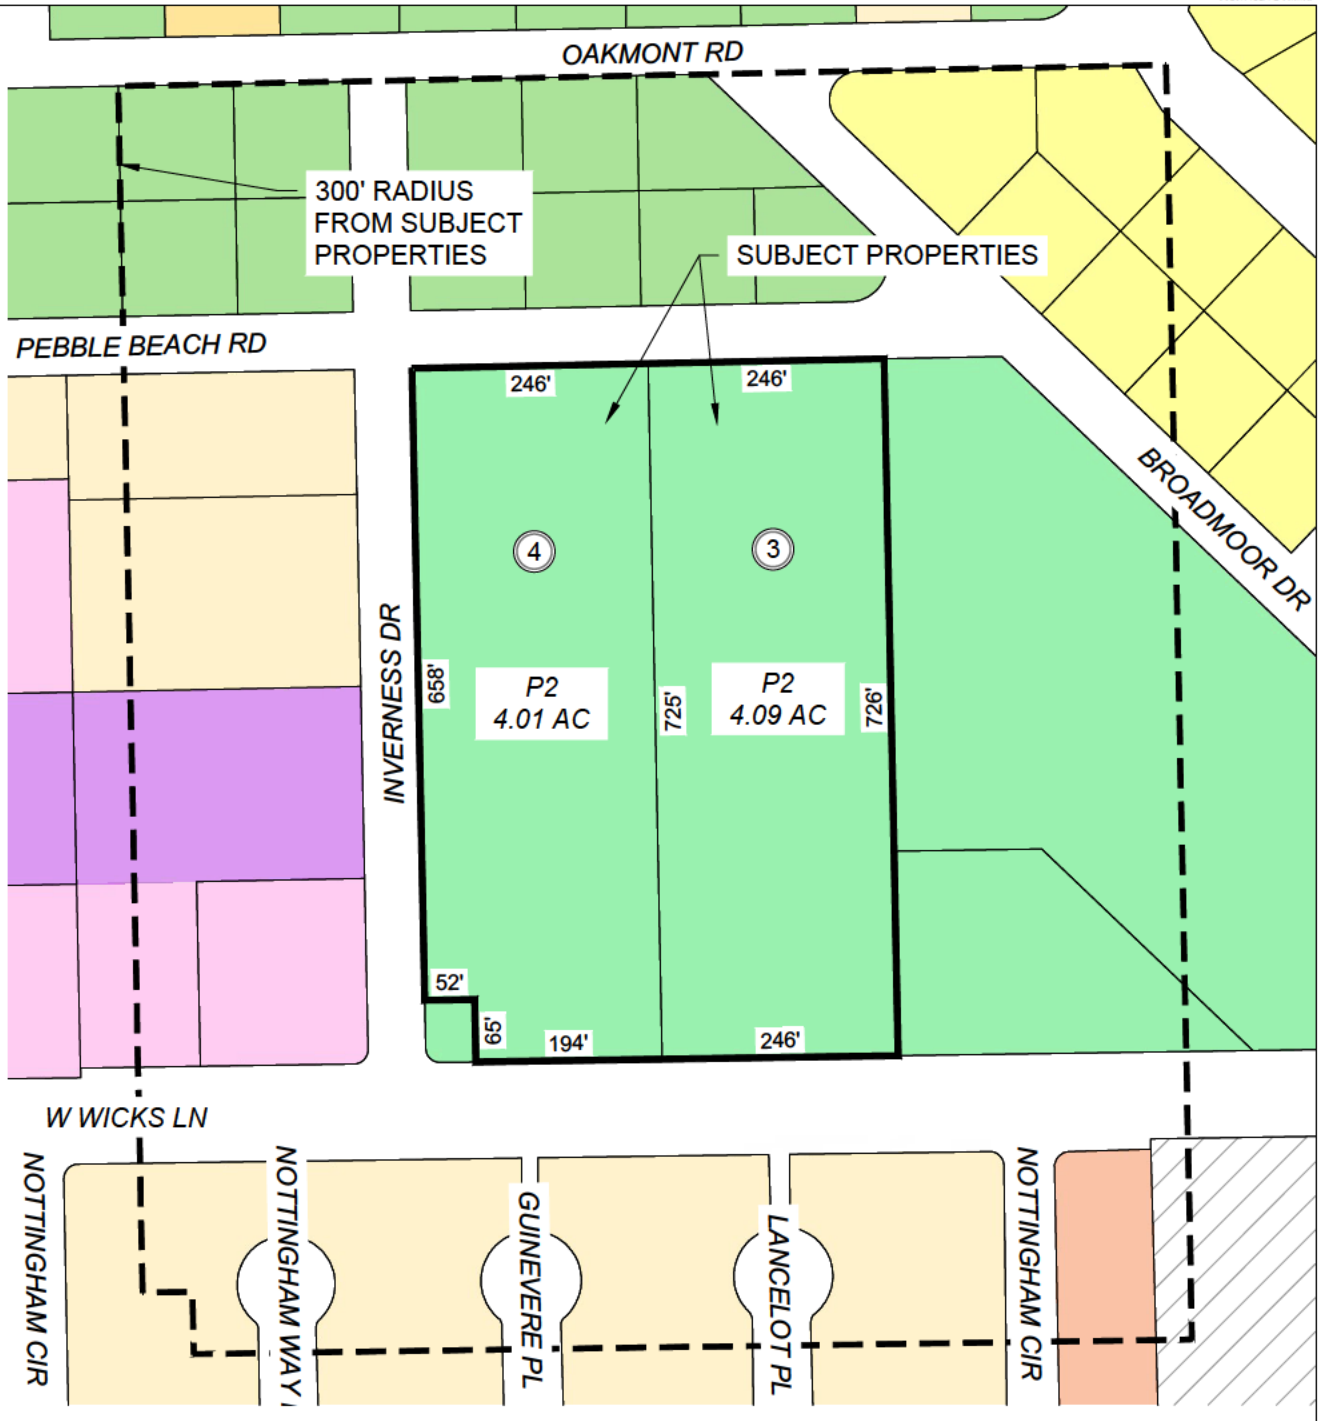 OAKMONT RD
300' RADIUS
FROM SUBJECT
PROPERTIES
SUBJECT PROPERTIES
PEBBLE BEACH RD
246'
246'
BROADMOOR DR
4
3
INVERNESS DR
658'
P2
4.01 AC
725'
P2
4.09 AC
726'
52'
65'
194'
246'
W WICKS LN
NOTTINGHAM CIR
NOTTINGHAM WAY
GUINEVERE PL
LANCELOT PL
NOTTINGHAM CIR